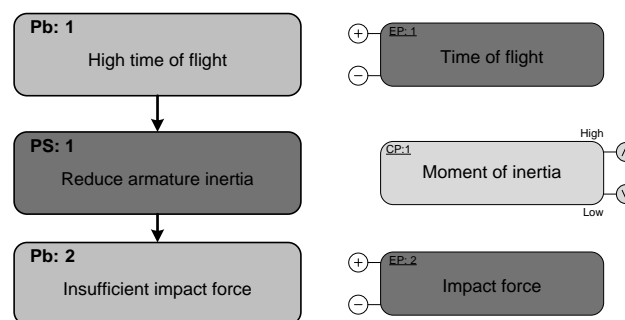 Pb: 1
High time of flight
PS: 1
Reduce armature inertia
Pb: 2
Insufficient impact force
+
EP: 1
−
Time of flight
High
CP:1
Moment of inertia
Low
+
EP: 2
−
Impact force